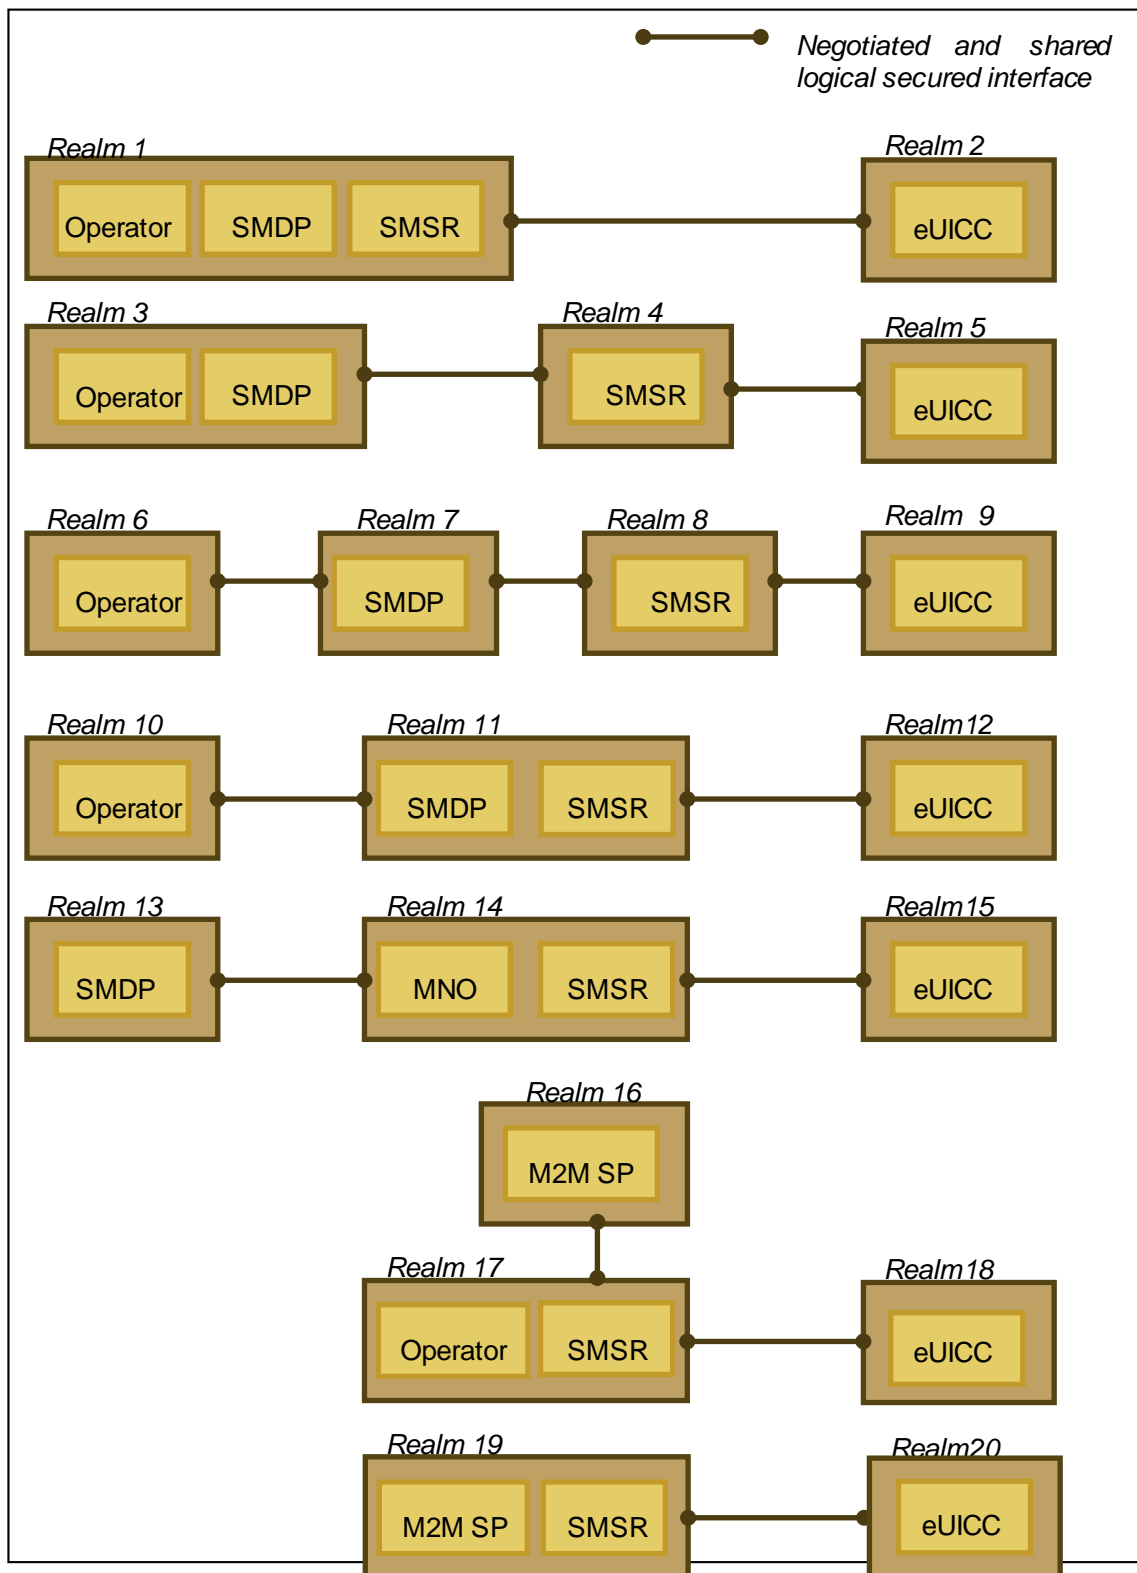 Negotiated and shared
logical secured interface
Realm 1
Realm 2
Operator SMDP SMSR eUICC
Realm 3 Realm 4
Realm 5
Operator SMDP SMSR eUICC
Realm 6 Realm 7 Realm 8 Realm 9
Operator SMDP SMSR eUICC
Realm 10 Realm 11 Realm12
Operator SMDP SMSR eUICC
Realm 13 Realm 14 Realm15
SMDP MNO SMSR eUICC
Realm 16
M2M SP
Realm 17 Realm18
Operator SMSR eUICC
Realm 19 Realm20
M2M SP SMSR eUICC